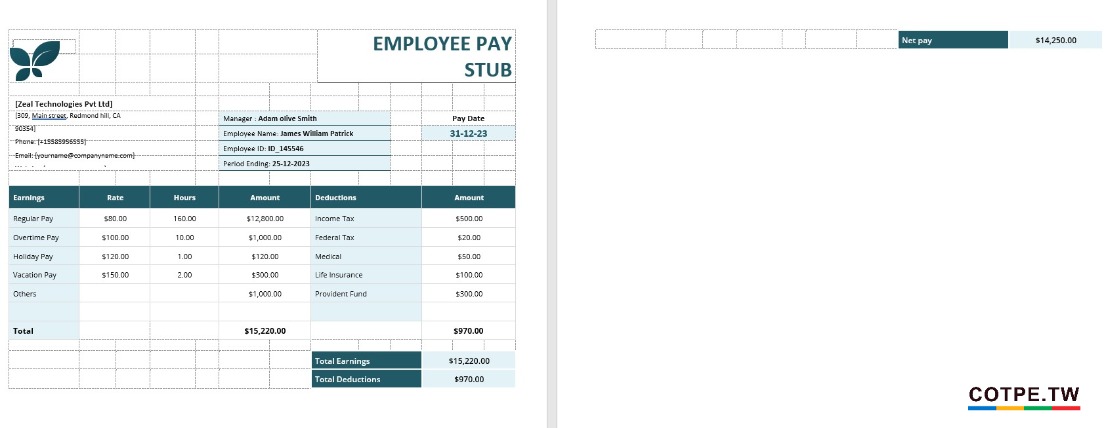 EMPLOYEE PAY
STUB
[Zeal Technologies Pvt Ltd]
[309, Main street, Redmond hill, CA
90354]
Phone: [+15585956555]
Email: [yourname@companyname.com]
Manager : Adam olive Smith
Employee Name: James William Patrick
Employee ID: ID_145546
Period Ending: 25-12-2023
Pay Date
31-12-23
Earnings Rate Hours Amount Deductions Amount
Regular Pay $80.00 160.00 $12,800.00 Income Tax $500.00
Overtime Pay $100.00 10.00 $1,000.00 Federal Tax $20.00
Holiday Pay $120.00 1.00 $120.00 Medical $50.00
Vacation Pay $150.00 2.00 $300.00 Life Insurance $100.00
Others $1,000.00 Provident Fund $300.00
Total $15,220.00 $970.00
Total Earnings $15,220.00
Total Deductions $970.00
Net pay $14,250.00
COTPE.TW